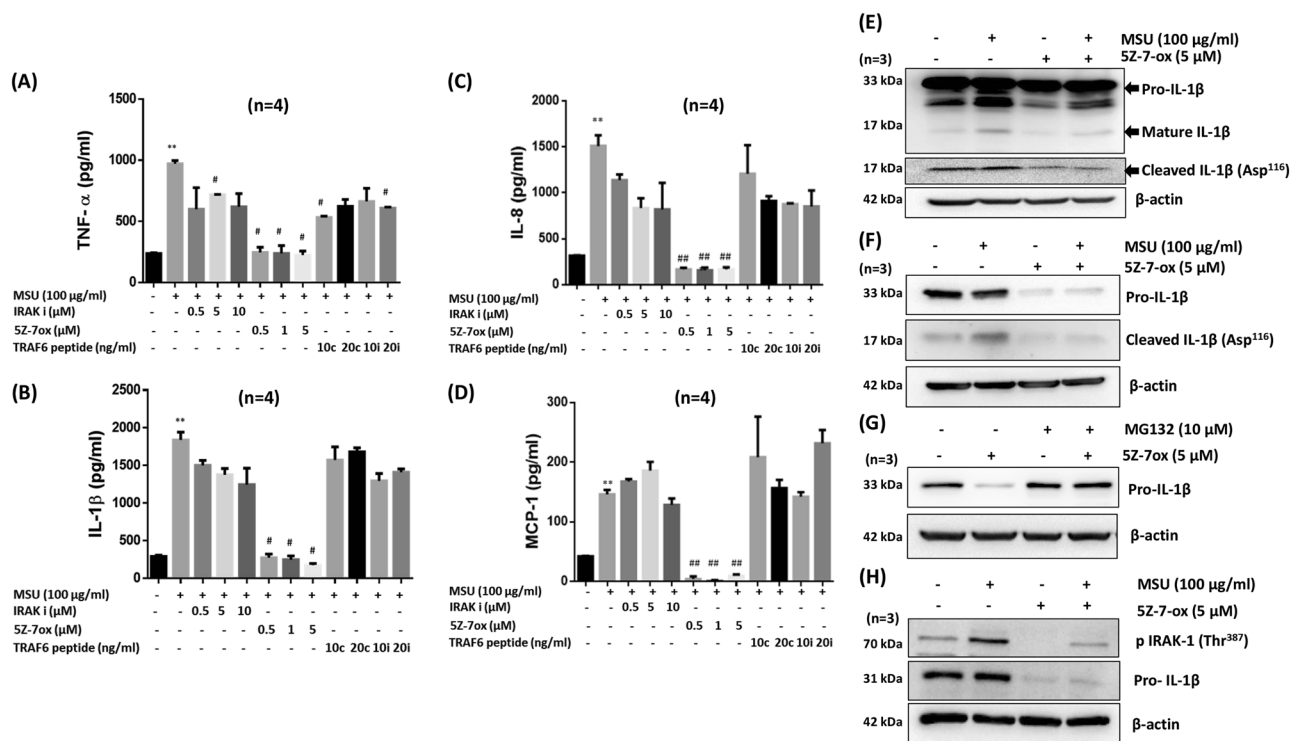 (A)
(n=4)
TNF- α (pg/ml)
1500
1000
500
0
**
#
#
#
#
#
#
MSU (100 µg/ml) - + + + + + + + + + + +
IRAK i (µM) - - 0.5 5 10 - - - - - - -
5Z-7ox (µM) - - - - - 0.5 1 5 - - - -
TRAF6 peptide (ng/ml) - - - - - - - - 10c 20c 10i 20i
(B)
(n=4)
IL-1β (pg/ml)
2500
2000
1500
1000
500
0
**
#
#
#
MSU (100 µg/ml) - + + + + + + + + + + +
IRAK i (µM) - - 0.5 5 10 - - - - - - -
5Z-7ox (µM) - - - - - 0.5 1 5 - - - -
TRAF6 peptide (ng/ml) - - - - - - - - 10c 20c 10i 20i
(C)
(n=4)
IL-8 (pg/ml)
2000
1500
1000
500
0
**
##
##
##
MSU (100 µg/ml) - + + + + + + + + + + +
IRAK i (µM) - - 0.5 5 10 - - - - - - -
5Z-7ox (µM) - - - - - 0.5 1 5 - - - -
TRAF6 peptide (ng/ml) - - - - - - - - 10c 20c 10i 20i
(D)
(n=4)
MCP-1 (pg/ml)
300
200
100
0
**
##
##
##
MSU (100 µg/ml) - + + + + + + + + + + +
IRAK i (µM) - - 0.5 5 10 - - - - - - -
5Z-7ox (µM) - - - - - 0.5 1 5 - - - -
TRAF6 peptide (ng/ml) - - - - - - - - 10c 20c 10i 20i
(E)
- + - + MSU (100 µg/ml)
(n=3) - - + + 5Z-7-ox (5 µM)
33 kDa Pro-IL-1β
17 kDa Mature IL-1β
17 kDa Cleaved IL-1β (Asp¹¹⁶)
42 kDa β-actin
(F)
- + - + MSU (100 µg/ml)
(n=3) - - + + 5Z-7-ox (5 µM)
33 kDa Pro-IL-1β
17 kDa Cleaved IL-1β (Asp¹¹⁶)
42 kDa β-actin
(G)
- - + + MG132 (10 µM)
(n=3) - + - + 5Z-7ox (5 µM)
33 kDa Pro-IL-1β
42 kDa β-actin
(H)
- + - + MSU (100 µg/ml)
(n=3) - - + + 5Z-7-ox (5 µM)
70 kDa p IRAK-1 (Thr³⁸⁷)
31 kDa Pro- IL-1β
42 kDa β-actin